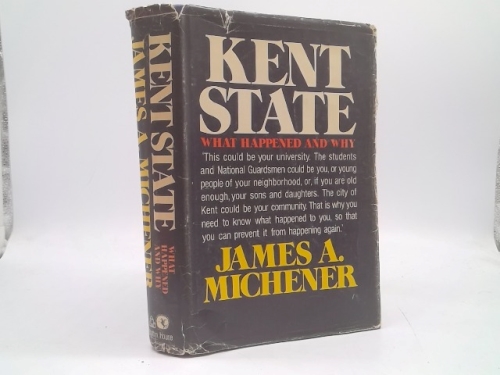 KENT
STATE
WHAT HAPPENED AND WHY
'This could be your university. The students
and National Guardsmen could be you, or young
people of your neighborhood, or, if you are old
enough, your sons and daughters. The city of
Kent could be your community. That is why you
need to know what happened to you, so that
you can prevent it from happening again.'
JAMES A.
MICHENER
KENT STATE
JAMES A. MICHENER
WHAT
HAPPENED
AND WHY